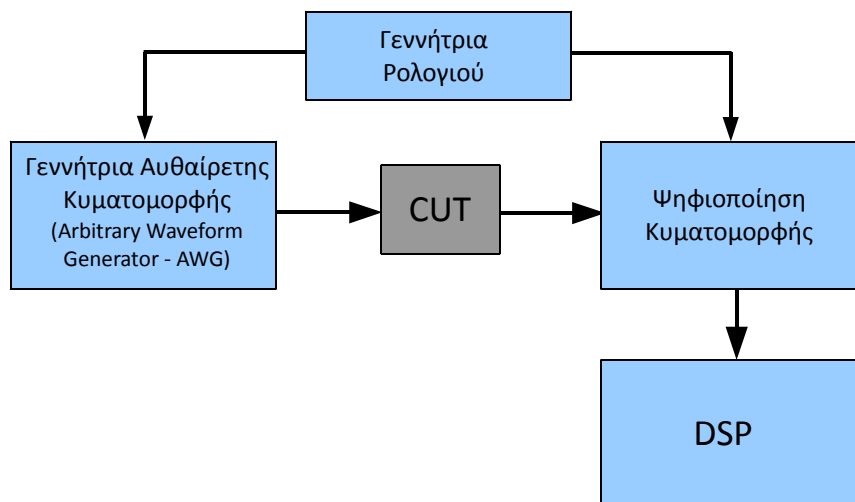 Γεννήτρια
Ρολογιού
Γεννήτρια Αυθαίρετης
Κυματομορφής
(Arbitrary Waveform
Generator - AWG)
CUT
Ψηφιοποίηση
Κυματομορφής
DSP